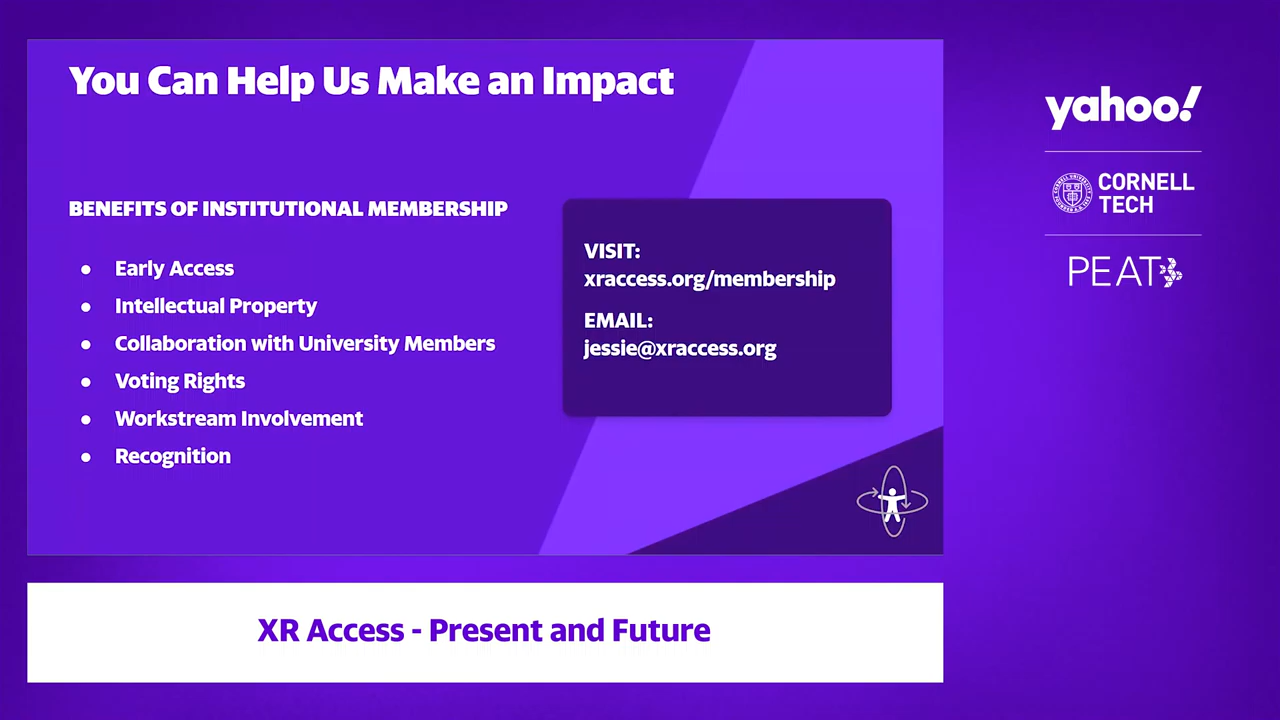 You Can Help Us Make an Impact
BENEFITS OF INSTITUTIONAL MEMBERSHIP
● Early Access
● Intellectual Property
● Collaboration with University Members
● Voting Rights
● Workstream Involvement
● Recognition
VISIT:
xraccess.org/membership
EMAIL:
jessie@xraccess.org
XR Access - Present and Future
yahoo!
CORNELL
TECH
PEAT